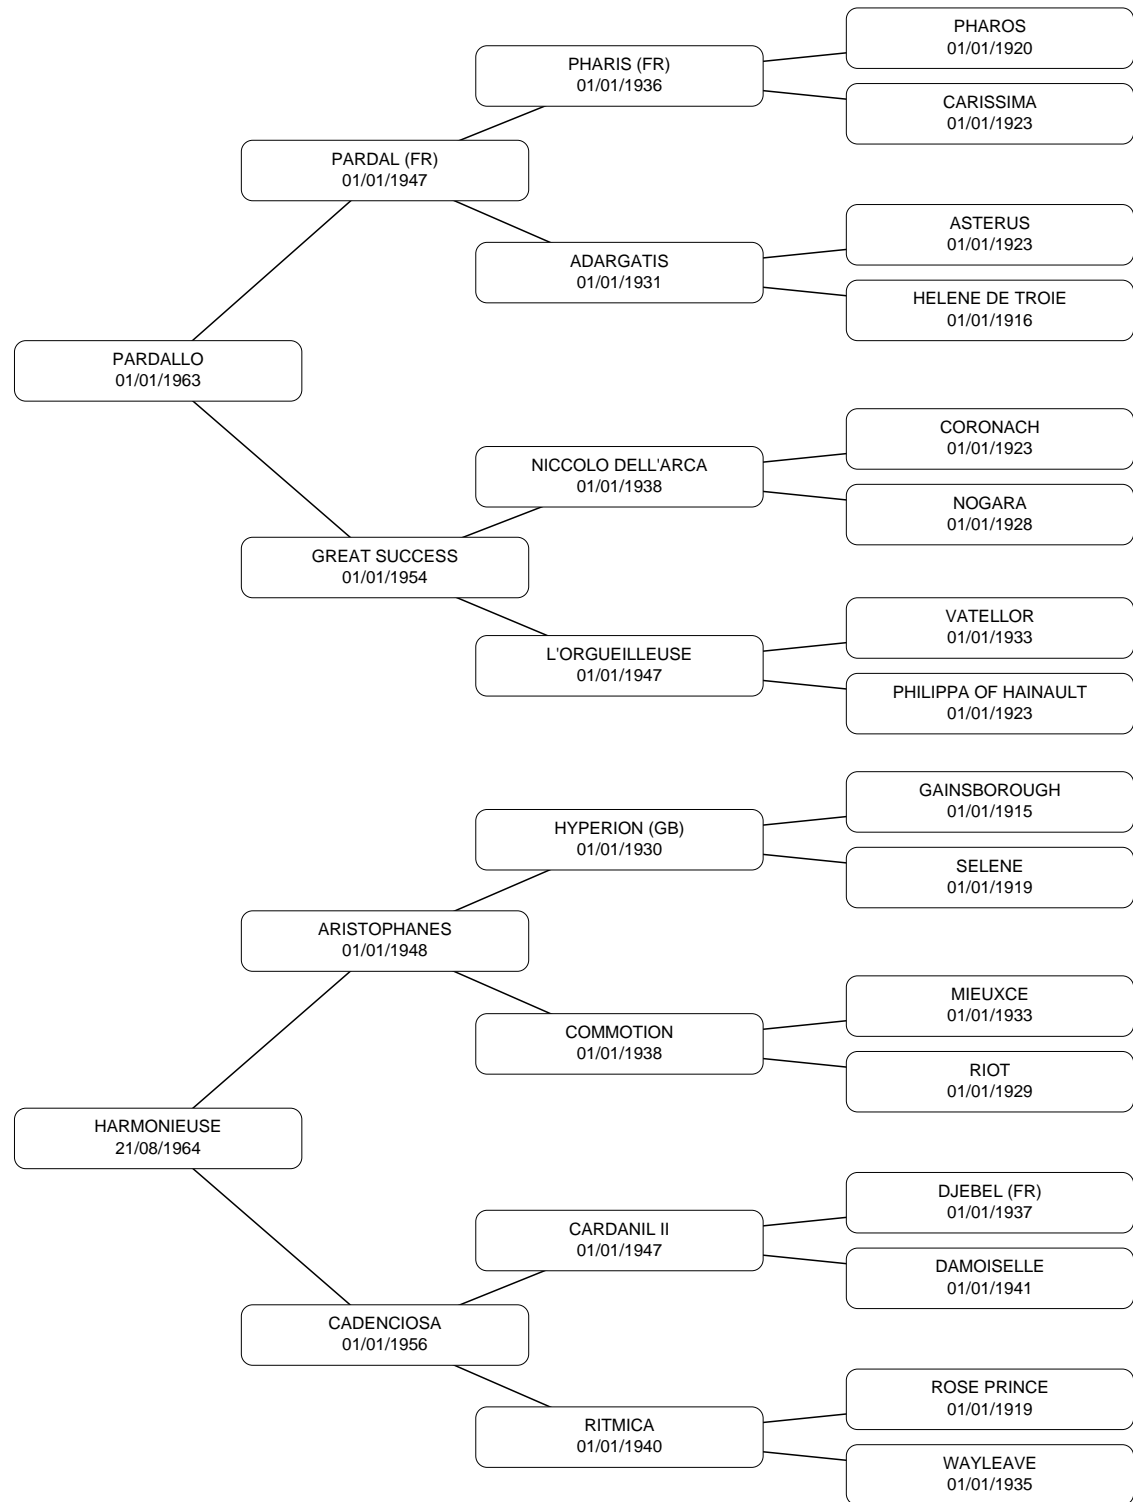 PHAROS
01/01/1920
PHARIS (FR)
01/01/1936
CARISSIMA
01/01/1923
PARDAL (FR)
01/01/1947
ASTERUS
01/01/1923
ADARGATIS
01/01/1931
HELENE DE TROIE
01/01/1916
PARDALLO
01/01/1963
CORONACH
01/01/1923
NICCOLO DELL'ARCA
01/01/1938
NOGARA
01/01/1928
GREAT SUCCESS
01/01/1954
VATELLOR
01/01/1933
L'ORGUEILLEUSE
01/01/1947
PHILIPPA OF HAINAULT
01/01/1923
GAINSBOROUGH
01/01/1915
HYPERION (GB)
01/01/1930
SELENE
01/01/1919
ARISTOPHANES
01/01/1948
MIEUXCE
01/01/1933
COMMOTION
01/01/1938
RIOT
01/01/1929
HARMONIEUSE
21/08/1964
DJEBEL (FR)
01/01/1937
CARDANIL II
01/01/1947
DAMOISELLE
01/01/1941
CADENCIOSA
01/01/1956
ROSE PRINCE
01/01/1919
RITMICA
01/01/1940
WAYLEAVE
01/01/1935